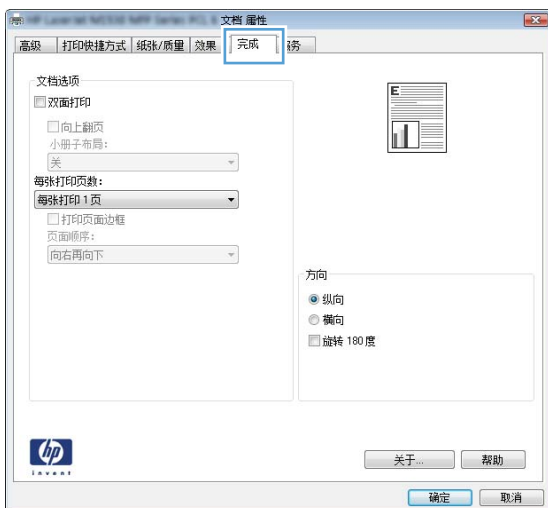 文档 属性
高级 打印快捷方式 纸张/质量 效果 完成 服务
文档选项
双面打印
向上翻页
小册子布局:
关
每张打印页数:
每张打印 1 页
打印页面边框
页面顺序:
向右再向下
E
方向
纵向
横向
旋转 180 度
hp
invent
关于...
帮助
确定
取消